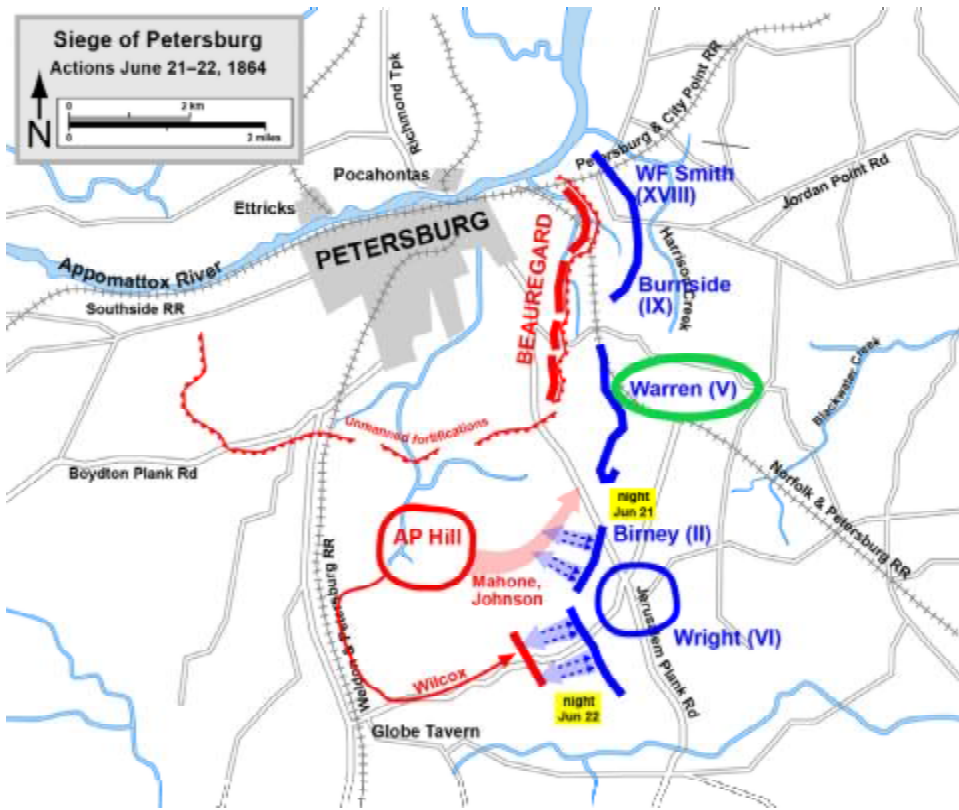 Siege of Petersburg
Actions June 21–22, 1864
0
2 km
0
2 miles
N
Richmond Tpk
Petersburg & City Point RR
Pocahontas
Ettricks
WF Smith
(XVIII)
Jordan Point Rd
PETERSBURG
Appomattox River
Southside RR
BEAUREGARD
Harrison Creek
Burnside
(IX)
Warren (V)
Blackwater Creek
Unmanned fortifications
Boydton Plank Rd
Norfolk & Petersburg RR
night
Jun 21
AP Hill
Birney (II)
Mahone,
Johnson
Weldon & Petersburg RR
Jerusalem Plank Rd
Wright (VI)
Wilcox
night
Jun 22
Globe Tavern